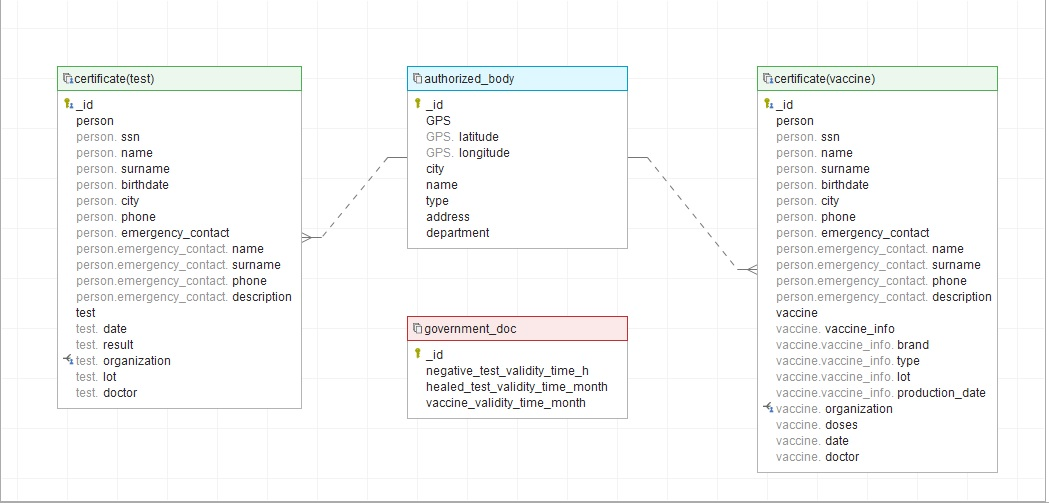 certificate(test)
_id
person
person. ssn
person. name
person. surname
person. birthdate
person. city
person. phone
person. emergency_contact
person.emergency_contact. name
person.emergency_contact. surname
person.emergency_contact. phone
person.emergency_contact. description
test
test. date
test. result
test. organization
test. lot
test. doctor
authorized_body
_id
GPS
GPS. latitude
GPS. longitude
city
name
type
address
department
government_doc
_id
negative_test_validity_time_h
healed_test_validity_time_month
vaccine_validity_time_month
certificate(vaccine)
_id
person
person. ssn
person. name
person. surname
person. birthdate
person. city
person. phone
person. emergency_contact
person.emergency_contact. name
person.emergency_contact. surname
person.emergency_contact. phone
person.emergency_contact. description
vaccine
vaccine. vaccine_info
vaccine.vaccine_info. brand
vaccine.vaccine_info. type
vaccine.vaccine_info. lot
vaccine.vaccine_info. production_date
vaccine. organization
vaccine. doses
vaccine. date
vaccine. doctor